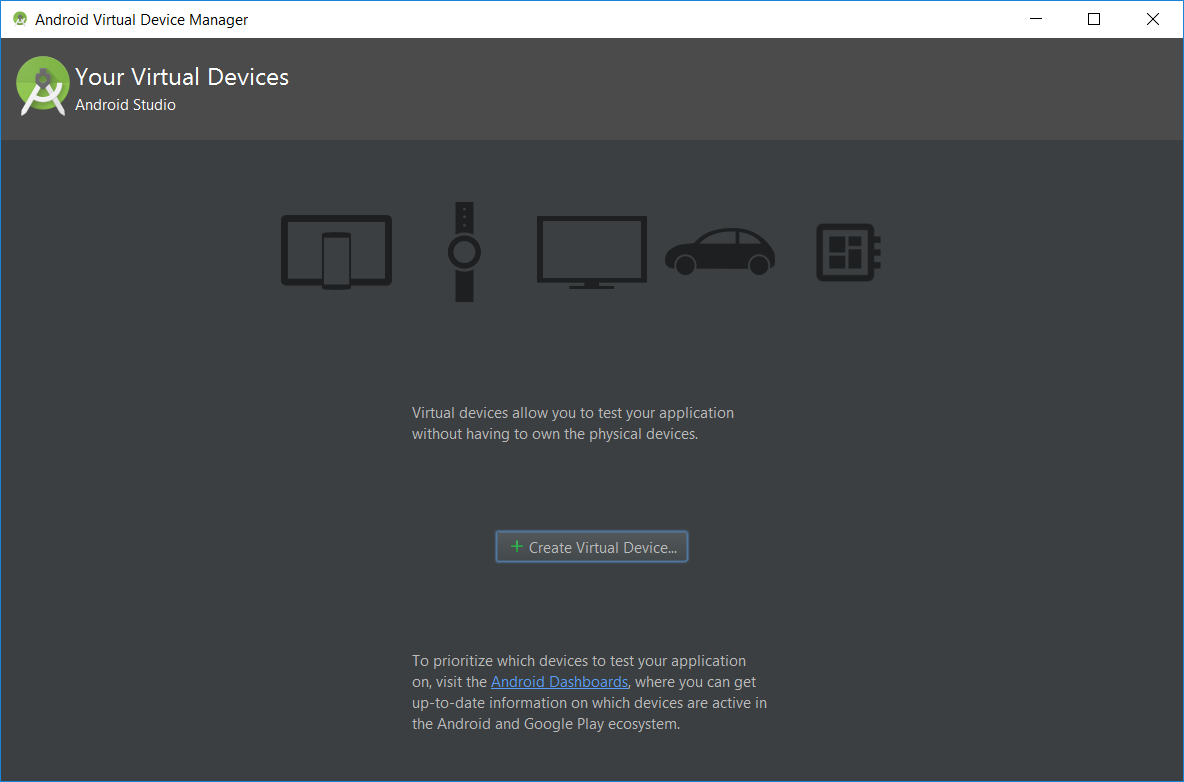 Android Virtual Device Manager
Your Virtual Devices
Android Studio
Virtual devices allow you to test your application
without having to own the physical devices.
+ Create Virtual Device...
To prioritize which devices to test your application
on, visit the Android Dashboards, where you can get
up-to-date information on which devices are active in
the Android and Google Play ecosystem.